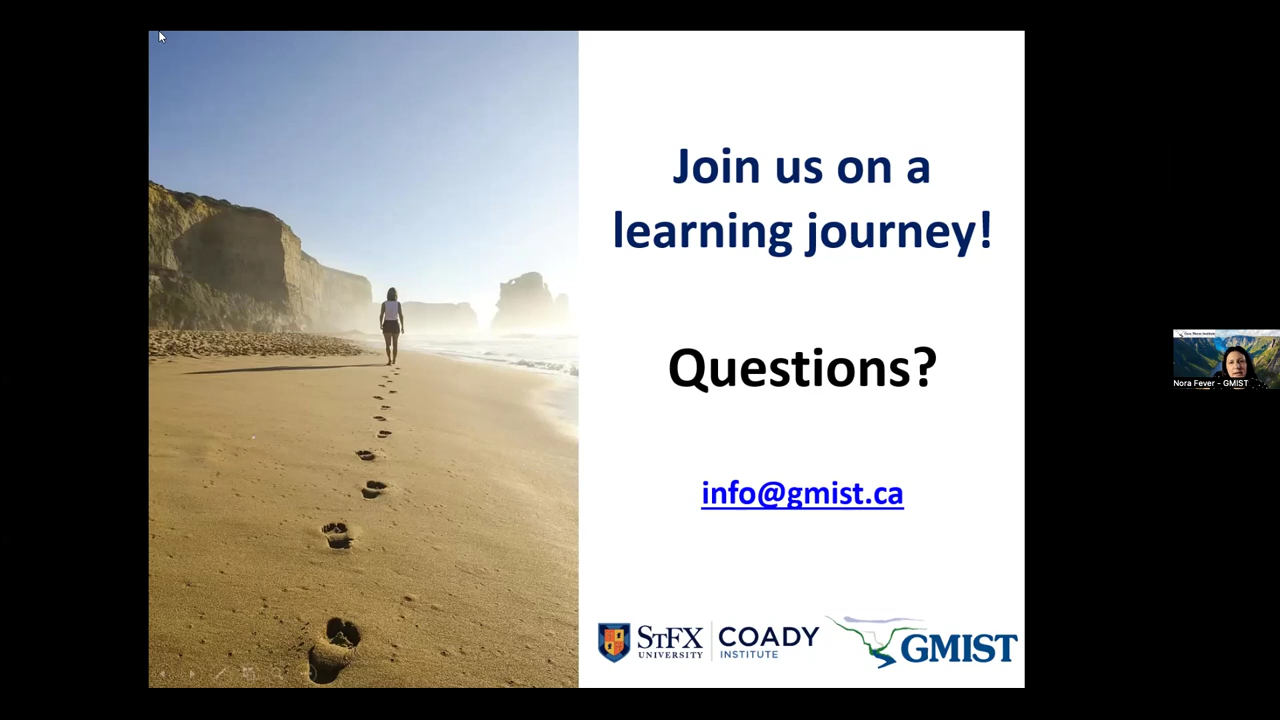 Join us on a
learning journey!
Questions?
info@gmist.ca
STFX
UNIVERSITY
COADY
INSTITUTE
GMIST
Nora Fever - GMIST